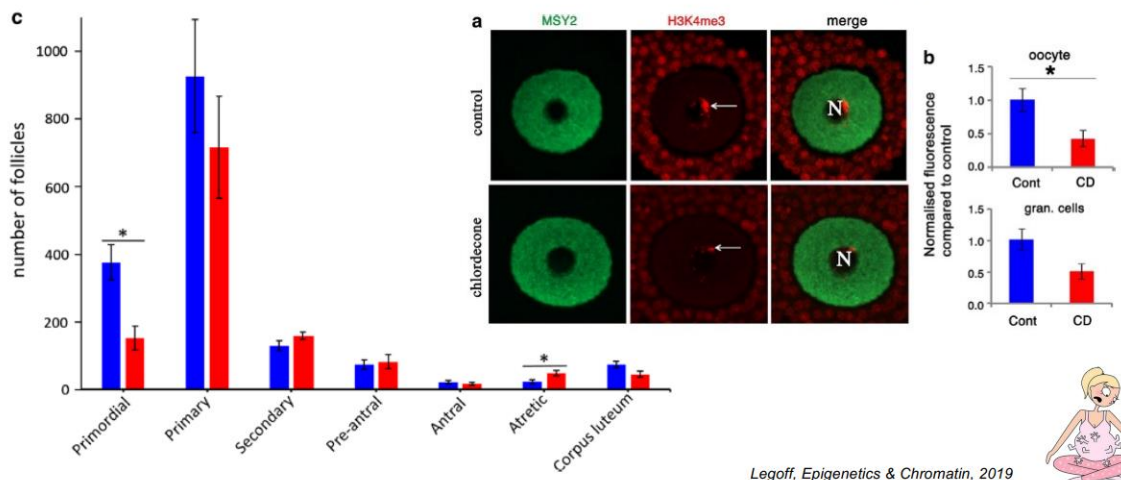 c
number of follicles
1000
800
600
400
200
0
*
*
Primordial
Primary
Secondary
Pre-antral
Antral
Atretic
Corpus luteum
a
MSY2
H3K4me3
merge
control
N
chlordecone
N
b
Normalised fluorescence
compared to control
oocyte
*
1.5
1.0
0.5
0.0
Cont
CD
gran. cells
1.5
1.0
0.5
0.0
Cont
CD
Legoff, Epigenetics & Chromatin, 2019